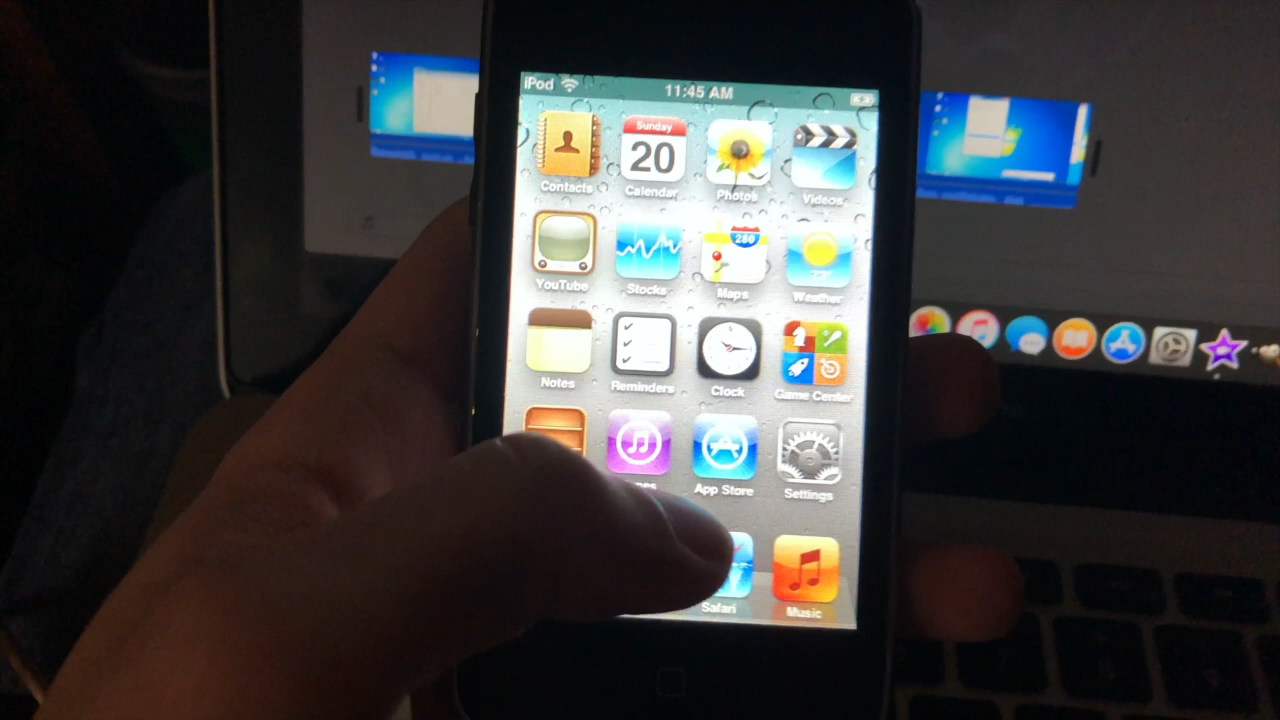 iPod 11:45 AM
Sunday
20
280
Contacts Calendar Photos Videos
YouTube Stocks Maps Weather
Notes Reminders Clock Game Center
App Store Settings
Safari Music